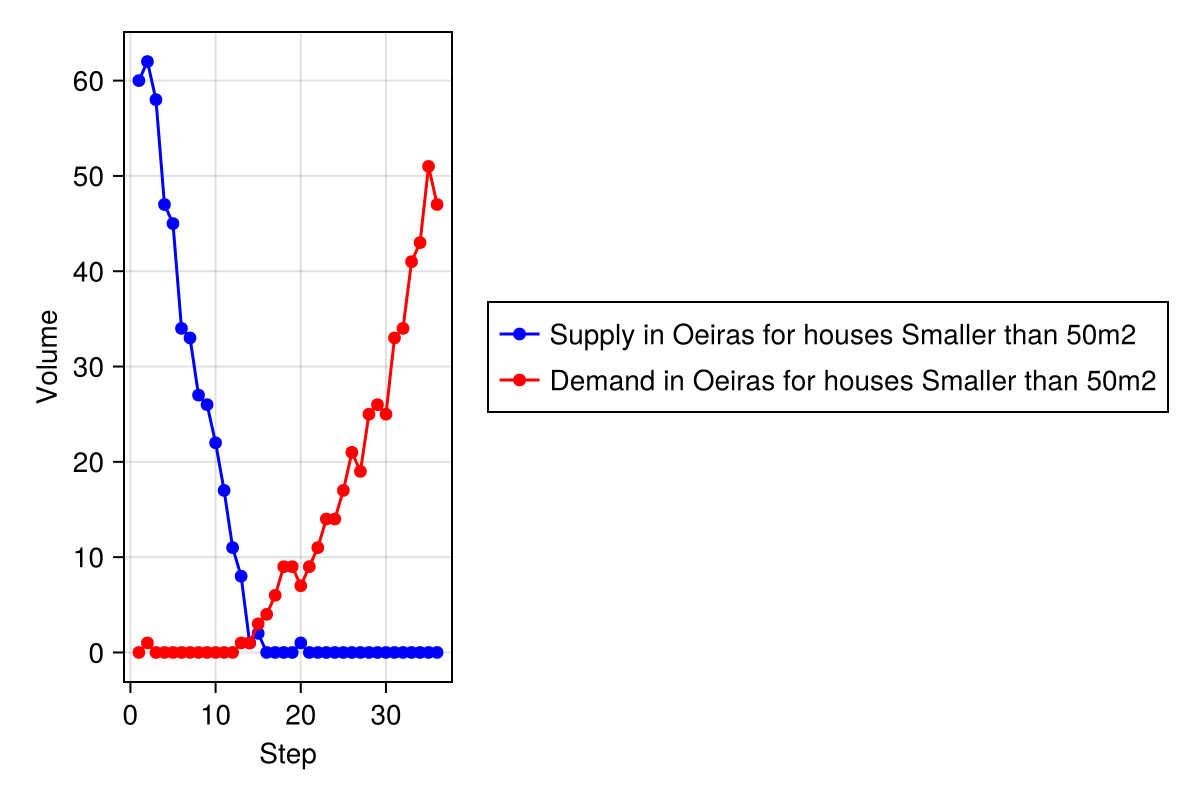 60
50
40
30
20
10
0
Volume
0 10 20 30
Step
Supply in Oeiras for houses Smaller than 50m2
Demand in Oeiras for houses Smaller than 50m2